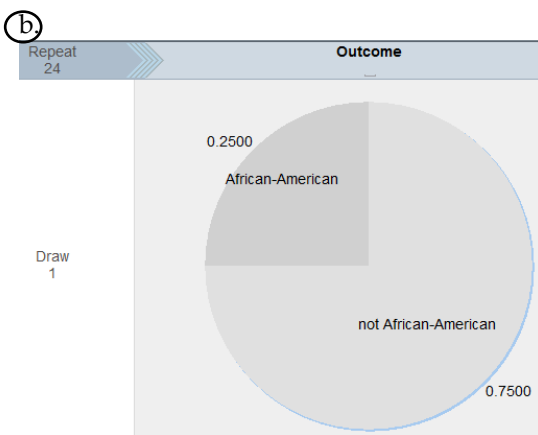 b.
Repeat
24
Outcome
0.2500
African-American
Draw
1
not African-American
0.7500